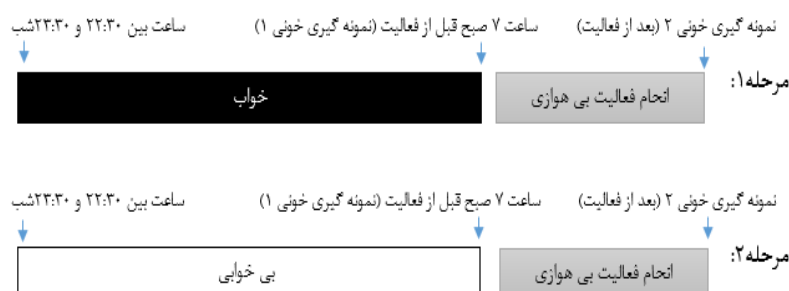 نمونه گیری خونی ۲ (بعد از فعالیت) ساعت ۷ صبح قبل از فعالیت (نمونه گیری خونی ۱) ساعت بین ۲۲:۳۰ و ۲۳:۳۰شب
مرحله۱:
انجام فعالیت بی هوازی
خواب
نمونه گیری خونی ۲ (بعد از فعالیت) ساعت ۷ صبح قبل از فعالیت (نمونه گیری خونی ۱) ساعت بین ۲۲:۳۰ و ۲۳:۳۰شب
مرحله۲:
انجام فعالیت بی هوازی
بی خوابی